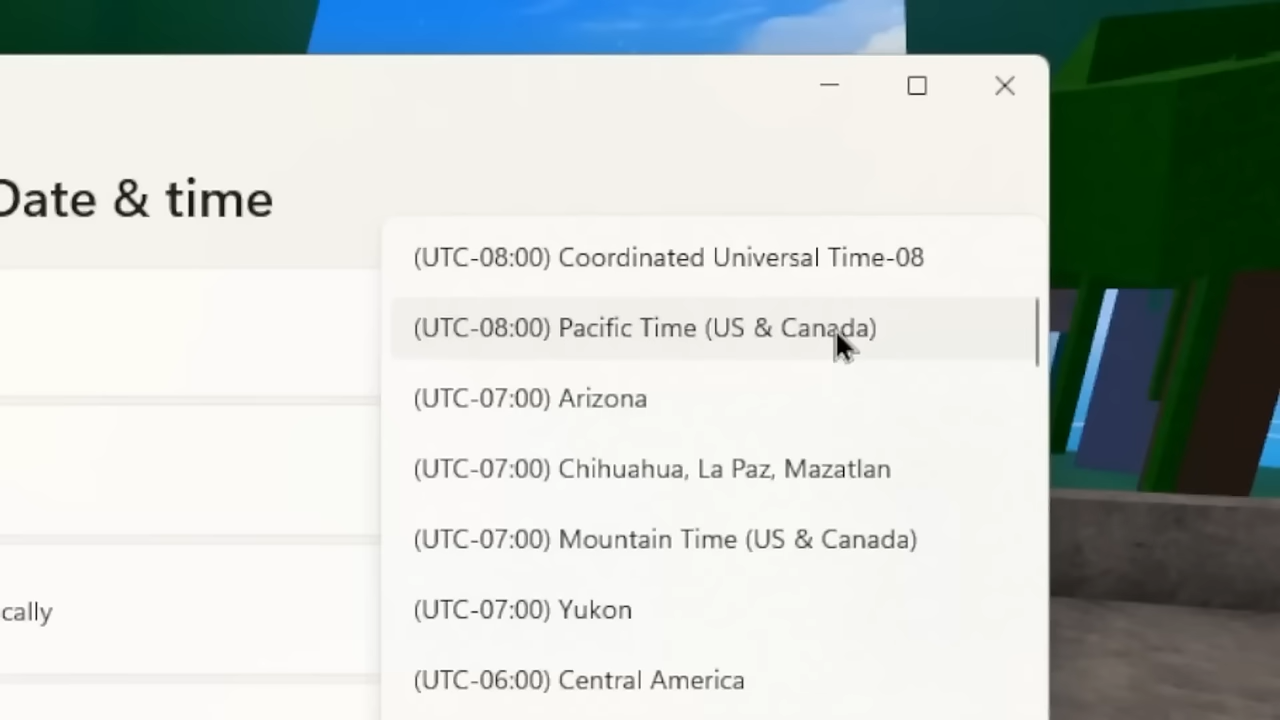 Date & time
(UTC-08:00) Coordinated Universal Time-08
(UTC-08:00) Pacific Time (US & Canada)
(UTC-07:00) Arizona
(UTC-07:00) Chihuahua, La Paz, Mazatlan
(UTC-07:00) Mountain Time (US & Canada)
cally
(UTC-07:00) Yukon
(UTC-06:00) Central America